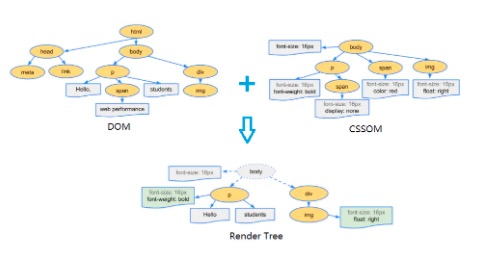 html
head
body
meta
link
p
div
Hello,
span
students
img
web performance
DOM
+
font-size: 16px
body
p
span
img
font-size: 16px
font-weight: bold
span
font-size: 16px
color: red
font-size: 16px
float: right
font-size: 16px
display: none
CSSOM
font-size: 16px
body
font-size: 16px
font-weight: bold
p
div
Hello
students
img
font-size: 16px
float: right
Render Tree